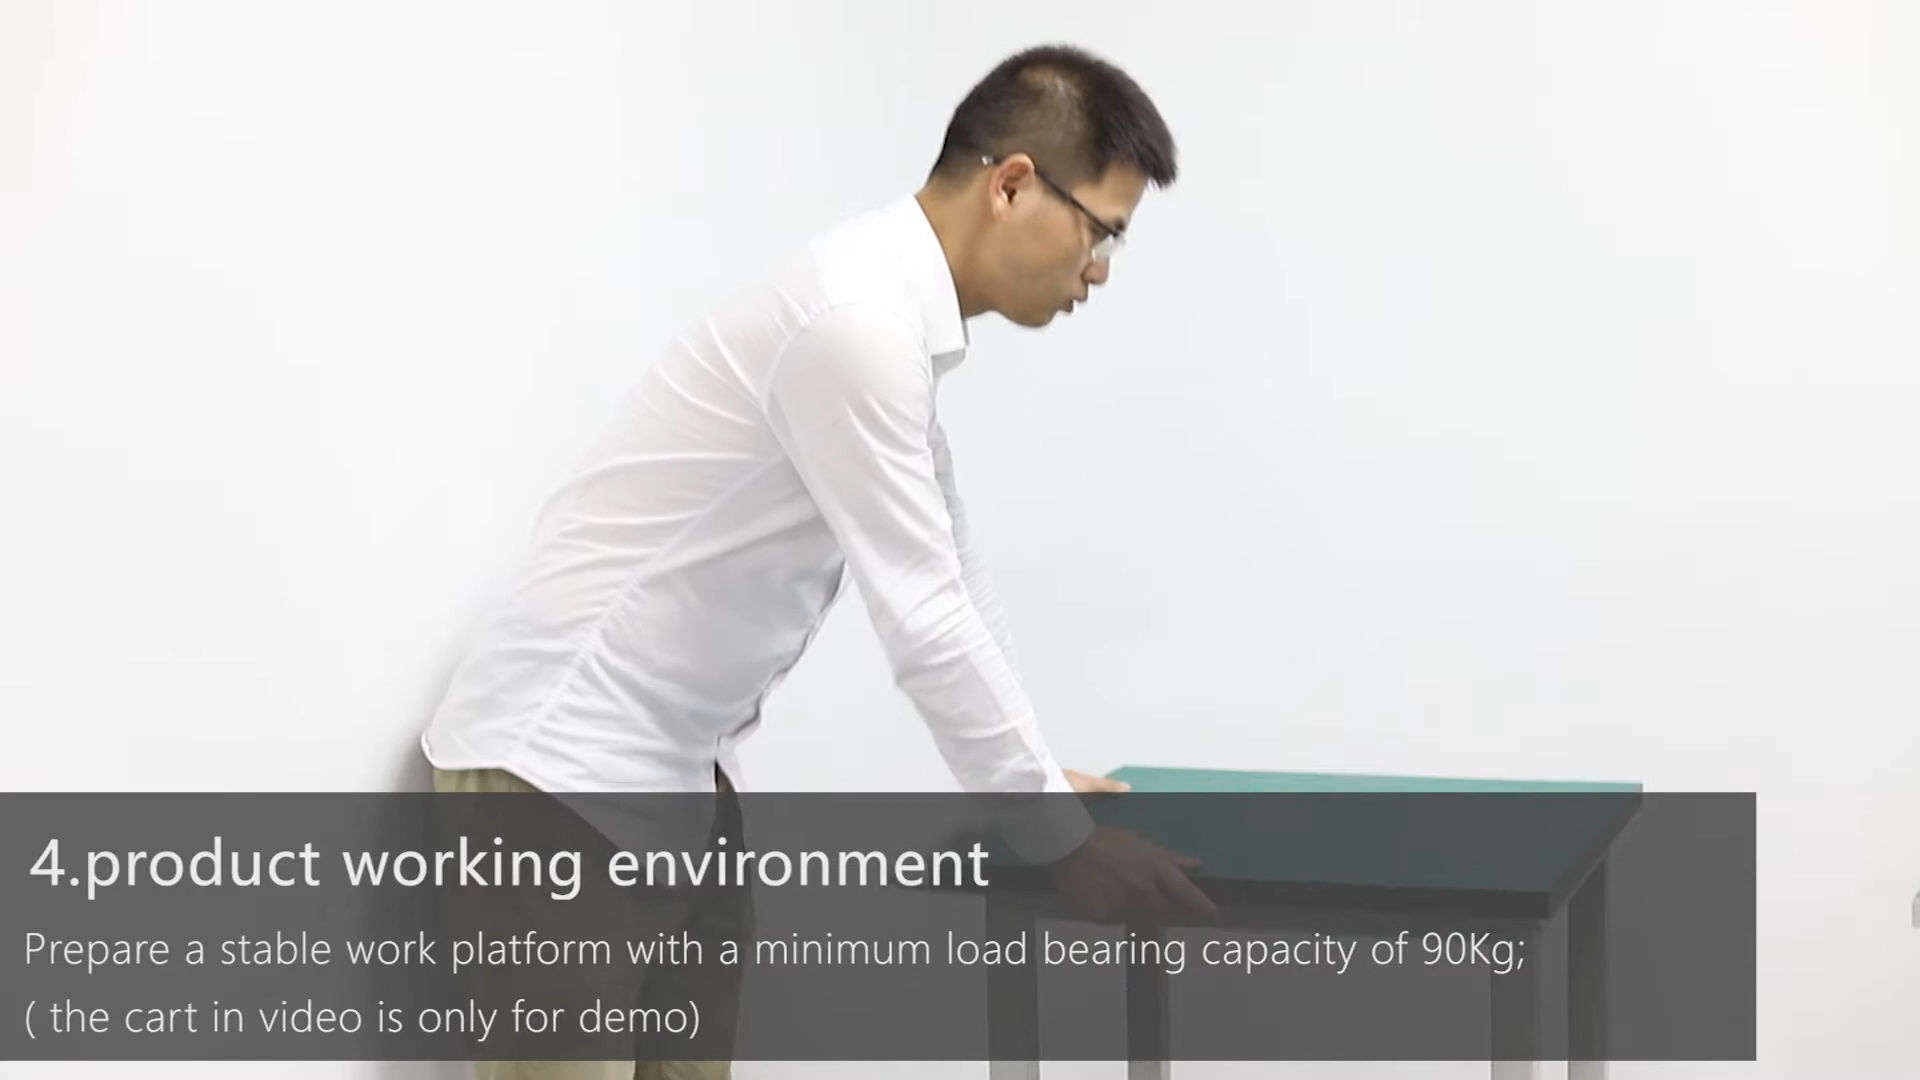 4.product working environment
Prepare a stable work platform with a minimum load bearing capacity of 90Kg;
( the cart in video is only for demo)